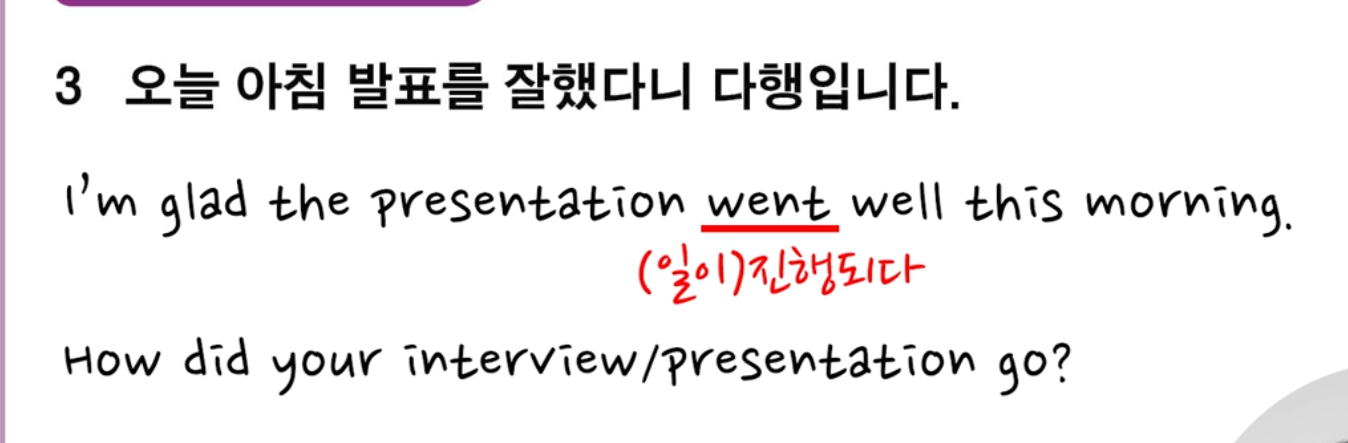 3 오늘 아침 발표를 잘했다니 다행입니다.
I'm glad the presentation went well this morning.
(일이)진행되다
How did your interview/presentation go?